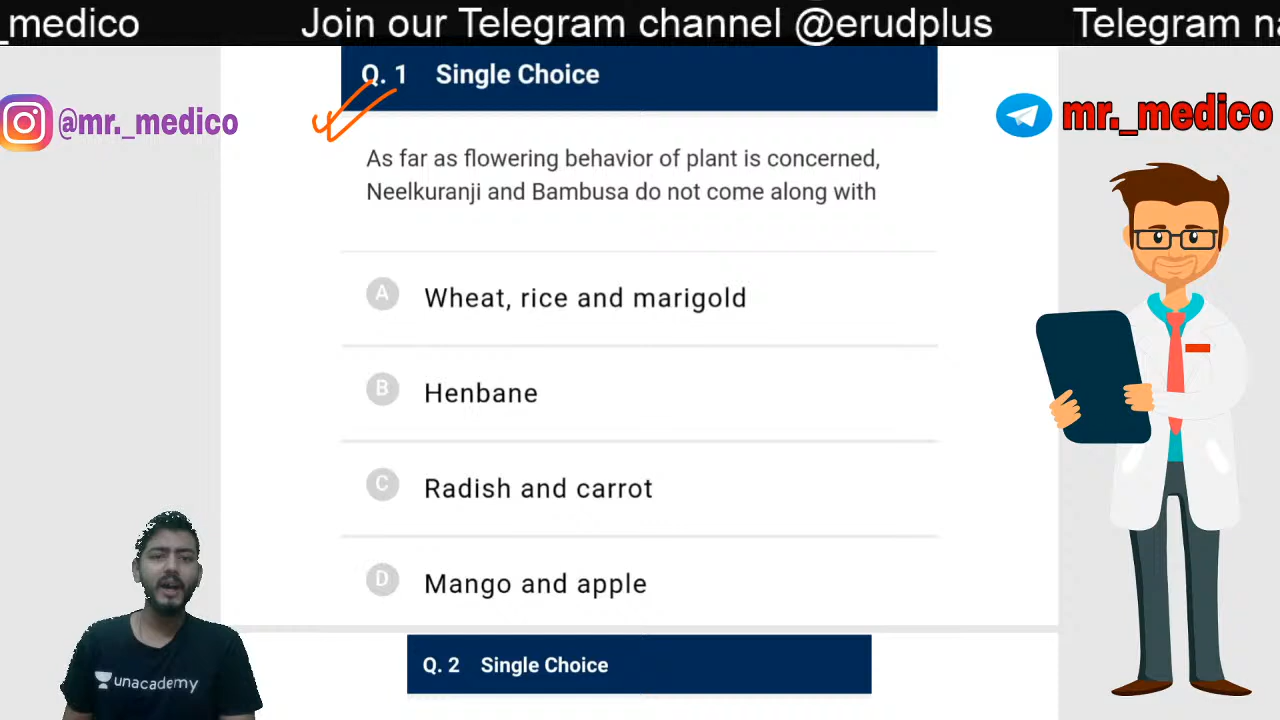 _medico Join our Telegram channel @erudplus Telegram na
Q. 1 Single Choice
@mr._medico
mr._medico
As far as flowering behavior of plant is concerned,
Neelkuranji and Bambusa do not come along with
A Wheat, rice and marigold
B Henbane
C Radish and carrot
D Mango and apple
Q. 2 Single Choice
unacademy